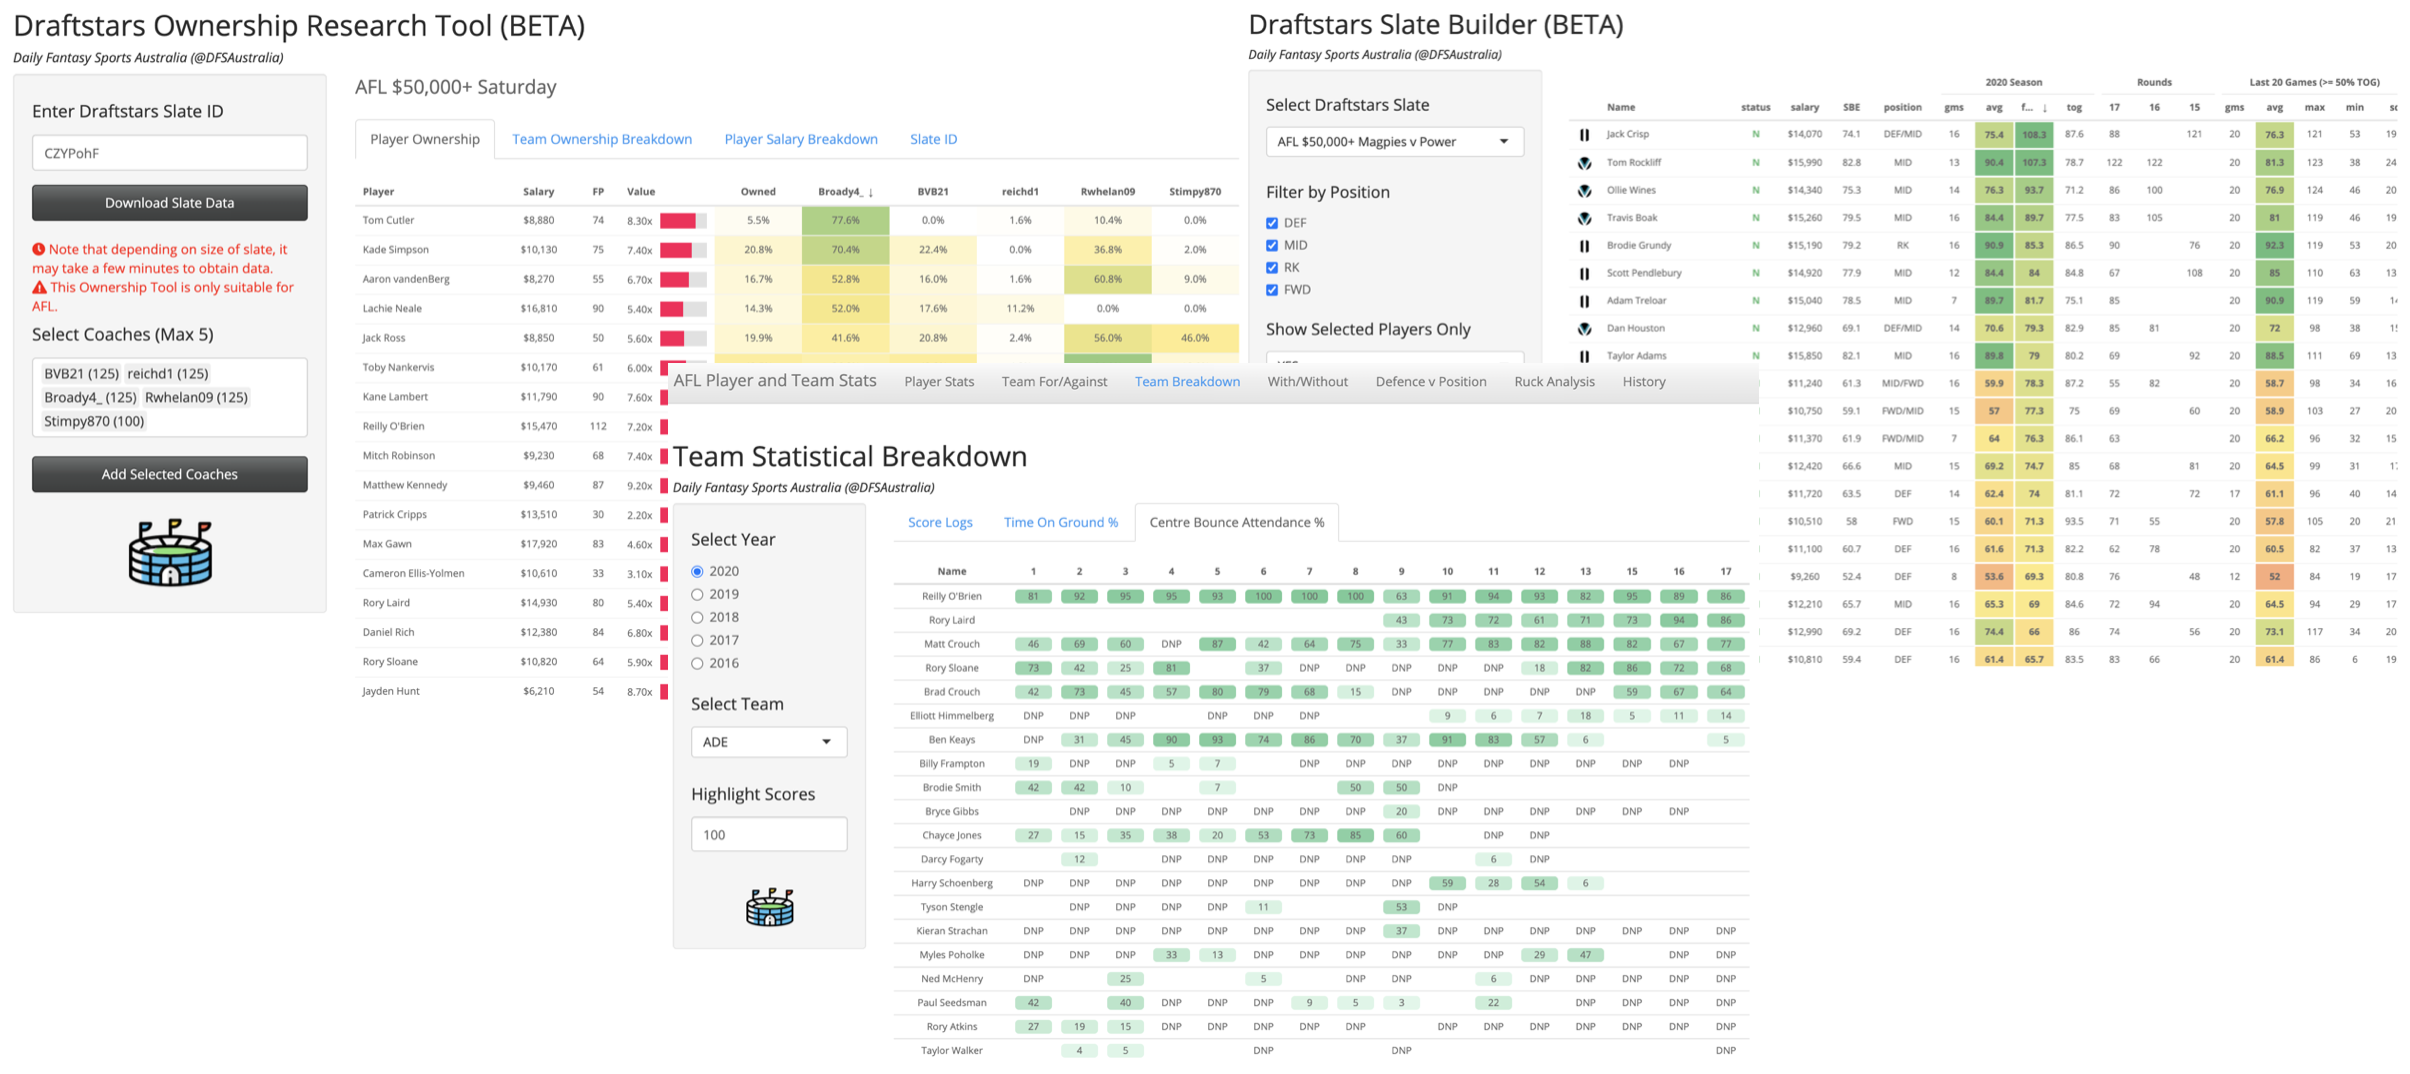 Draftstars Ownership Research Tool (BETA)
Daily Fantasy Sports Australia (@DFSAustralia)
Enter Draftstars Slate ID
CZYPohF
Download Slate Data
Note that depending on size of slate, it
may take a few minutes to obtain data.
This Ownership Tool is only suitable for
AFL.
Select Coaches (Max 5)
BVB21 (125) reichd1 (125)
Broady4_ (125) Rwhelan09 (125)
Stimpy870 (100)
Add Selected Coaches
AFL $50,000+ Saturday
Player Ownership Team Ownership Breakdown Player Salary Breakdown Slate ID
Player Salary FP Value Owned Broady4_ ↓ BVB21 reichd1 Rwhelan09 Stimpy870
Tom Cutler $8,880 74 8.30x 5.5% 77.6% 0.0% 1.6% 10.4% 0.0%
Kade Simpson $10,130 75 7.40x 20.8% 70.4% 22.4% 0.0% 36.8% 2.0%
Aaron vandenBerg $8,270 55 6.70x 16.7% 52.8% 16.0% 1.6% 60.8% 9.0%
Lachie Neale $16,810 90 5.40x 14.3% 52.0% 17.6% 11.2% 0.0% 0.0%
Jack Ross $8,850 50 5.60x 19.9% 41.6% 20.8% 2.4% 56.0% 46.0%
Toby Nankervis $10,170 61 6.00x
Kane Lambert $11,790 90 7.60x
Reilly O'Brien $15,470 112 7.20x
Mitch Robinson $9,230 68 7.40x
Matthew Kennedy $9,460 87 9.20x
Patrick Cripps $13,510 30 2.20x
Max Gawn $17,920 83 4.60x
Cameron Ellis-Yolmen $10,610 33 3.10x
Rory Laird $14,930 80 5.40x
Daniel Rich $12,380 84 6.80x
Rory Sloane $10,820 64 5.90x
Jayden Hunt $6,210 54 8.70x
Draftstars Slate Builder (BETA)
Daily Fantasy Sports Australia (@DFSAustralia)
Select Draftstars Slate
AFL $50,000+ Magpies v Power
Filter by Position
DEF
MID
RK
FWD
Show Selected Players Only
2020 Season Rounds Last 20 Games (>= 50% TOG)
Name status salary SBE position gms avg f... ↓ tog 17 16 15 gms avg max min
Jack Crisp N $14,070 74.1 DEF/MID 16 75.4 108.3 87.6 88 121 20 76.3 121 53 19
Tom Rockliff N $15,990 82.8 MID 13 90.4 107.3 78.7 122 122 20 81.3 123 38 24
Ollie Wines N $14,340 75.3 MID 14 76.3 93.7 71.2 86 100 20 76.9 124 46 20
Travis Boak N $15,260 79.5 MID 16 84.4 89.7 77.5 83 105 20 81 119 46 19
Brodie Grundy N $15,190 79.2 RK 16 90.9 85.3 86.5 90 76 20 92.3 119 53 20
Scott Pendlebury N $14,920 77.9 MID 12 84.4 84 84.8 67 108 20 85 110 63 13
Adam Treloar N $15,040 78.5 MID 7 89.7 81.7 75.1 85 20 90.9 119 59
Dan Houston N $12,960 69.1 DEF/MID 14 70.6 79.3 82.9 85 81 20 72 98 38
Taylor Adams N $15,850 82.1 MID 16 89.8 79 80.2 69 92 20 88.5 111 69 13
$11,240 61.3 MID/FWD 16 59.9 78.3 87.2 55 82 20 58.7 98 34 16
$10,750 59.1 FWD/MID 15 57 77.3 75 69 60 20 58.9 103 27 20
$11,370 61.9 FWD/MID 7 64 76.3 86.1 63 20 66.2 96 32 15
$12,420 66.6 MID 15 69.2 74.7 85 68 81 20 64.5 99 31
$11,720 63.5 DEF 14 62.4 74 81.1 72 72 17 61.1 96 40 14
$10,510 58 FWD 15 60.1 71.3 93.5 71 55 20 57.8 105 20 21
$11,100 60.7 DEF 16 61.6 71.3 82.2 62 78 20 60.5 82 37 13
$9,260 52.4 DEF 8 53.6 69.3 80.8 76 48 12 52 84 19 17
$12,210 65.7 MID 16 65.3 69 84.6 72 94 20 64.5 94 29 17
$12,990 69.2 DEF 16 74.4 66 86 74 56 20 73.1 117 34 20
$10,810 59.4 DEF 16 61.4 65.7 83.5 83 66 20 61.4 86 6 19
AFL Player and Team Stats Player Stats Team For/Against Team Breakdown With/Without Defence v Position Ruck Analysis History
Team Statistical Breakdown
Daily Fantasy Sports Australia (@DFSAustralia)
Select Year
2020
2019
2018
2017
2016
Select Team
ADE
Highlight Scores
100
Score Logs Time On Ground % Centre Bounce Attendance %
Name 1 2 3 4 5 6 7 8 9 10 11 12 13 15 16 17
Reilly O'Brien 81 92 95 95 93 100 100 100 63 91 94 93 82 95 89 86
Rory Laird 43 73 72 61 71 73 94 86
Matt Crouch 46 69 60 DNP 87 42 64 75 33 77 83 82 88 82 67 77
Rory Sloane 73 42 25 81 37 DNP DNP DNP DNP DNP 18 82 86 72 68
Brad Crouch 42 73 45 57 80 79 68 15 DNP DNP DNP DNP DNP 59 67 64
Elliott Himmelberg DNP DNP DNP DNP DNP DNP 9 6 7 18 5 11 14
Ben Keays DNP 31 45 90 93 74 86 70 37 91 83 57 6 5
Billy Frampton 19 DNP DNP 5 7 DNP DNP DNP DNP DNP DNP DNP DNP DNP
Brodie Smith 42 42 10 7 50 50 DNP
Bryce Gibbs DNP DNP DNP DNP DNP DNP DNP 20 DNP DNP DNP DNP DNP DNP
Chayce Jones 27 15 35 38 20 53 73 85 60 DNP DNP
Darcy Fogarty 12 DNP DNP DNP DNP DNP DNP 6 DNP
Harry Schoenberg DNP DNP DNP DNP DNP DNP DNP DNP DNP 59 28 54 6
Tyson Stengle DNP DNP DNP DNP 11 53 DNP
Kieran Strachan DNP DNP DNP DNP DNP DNP DNP DNP 37 DNP DNP DNP DNP DNP DNP DNP
Myles Poholke DNP DNP DNP 33 13 DNP DNP DNP DNP DNP DNP 29 47 DNP DNP
Ned McHenry DNP 25 5 DNP DNP 6 DNP DNP DNP DNP DNP
Paul Seedsman 42 40 DNP DNP DNP 9 5 3 22 DNP DNP DNP DNP
Rory Atkins 27 19 15 DNP DNP DNP DNP DNP DNP DNP DNP DNP DNP DNP DNP
Taylor Walker 4 5 DNP DNP DNP